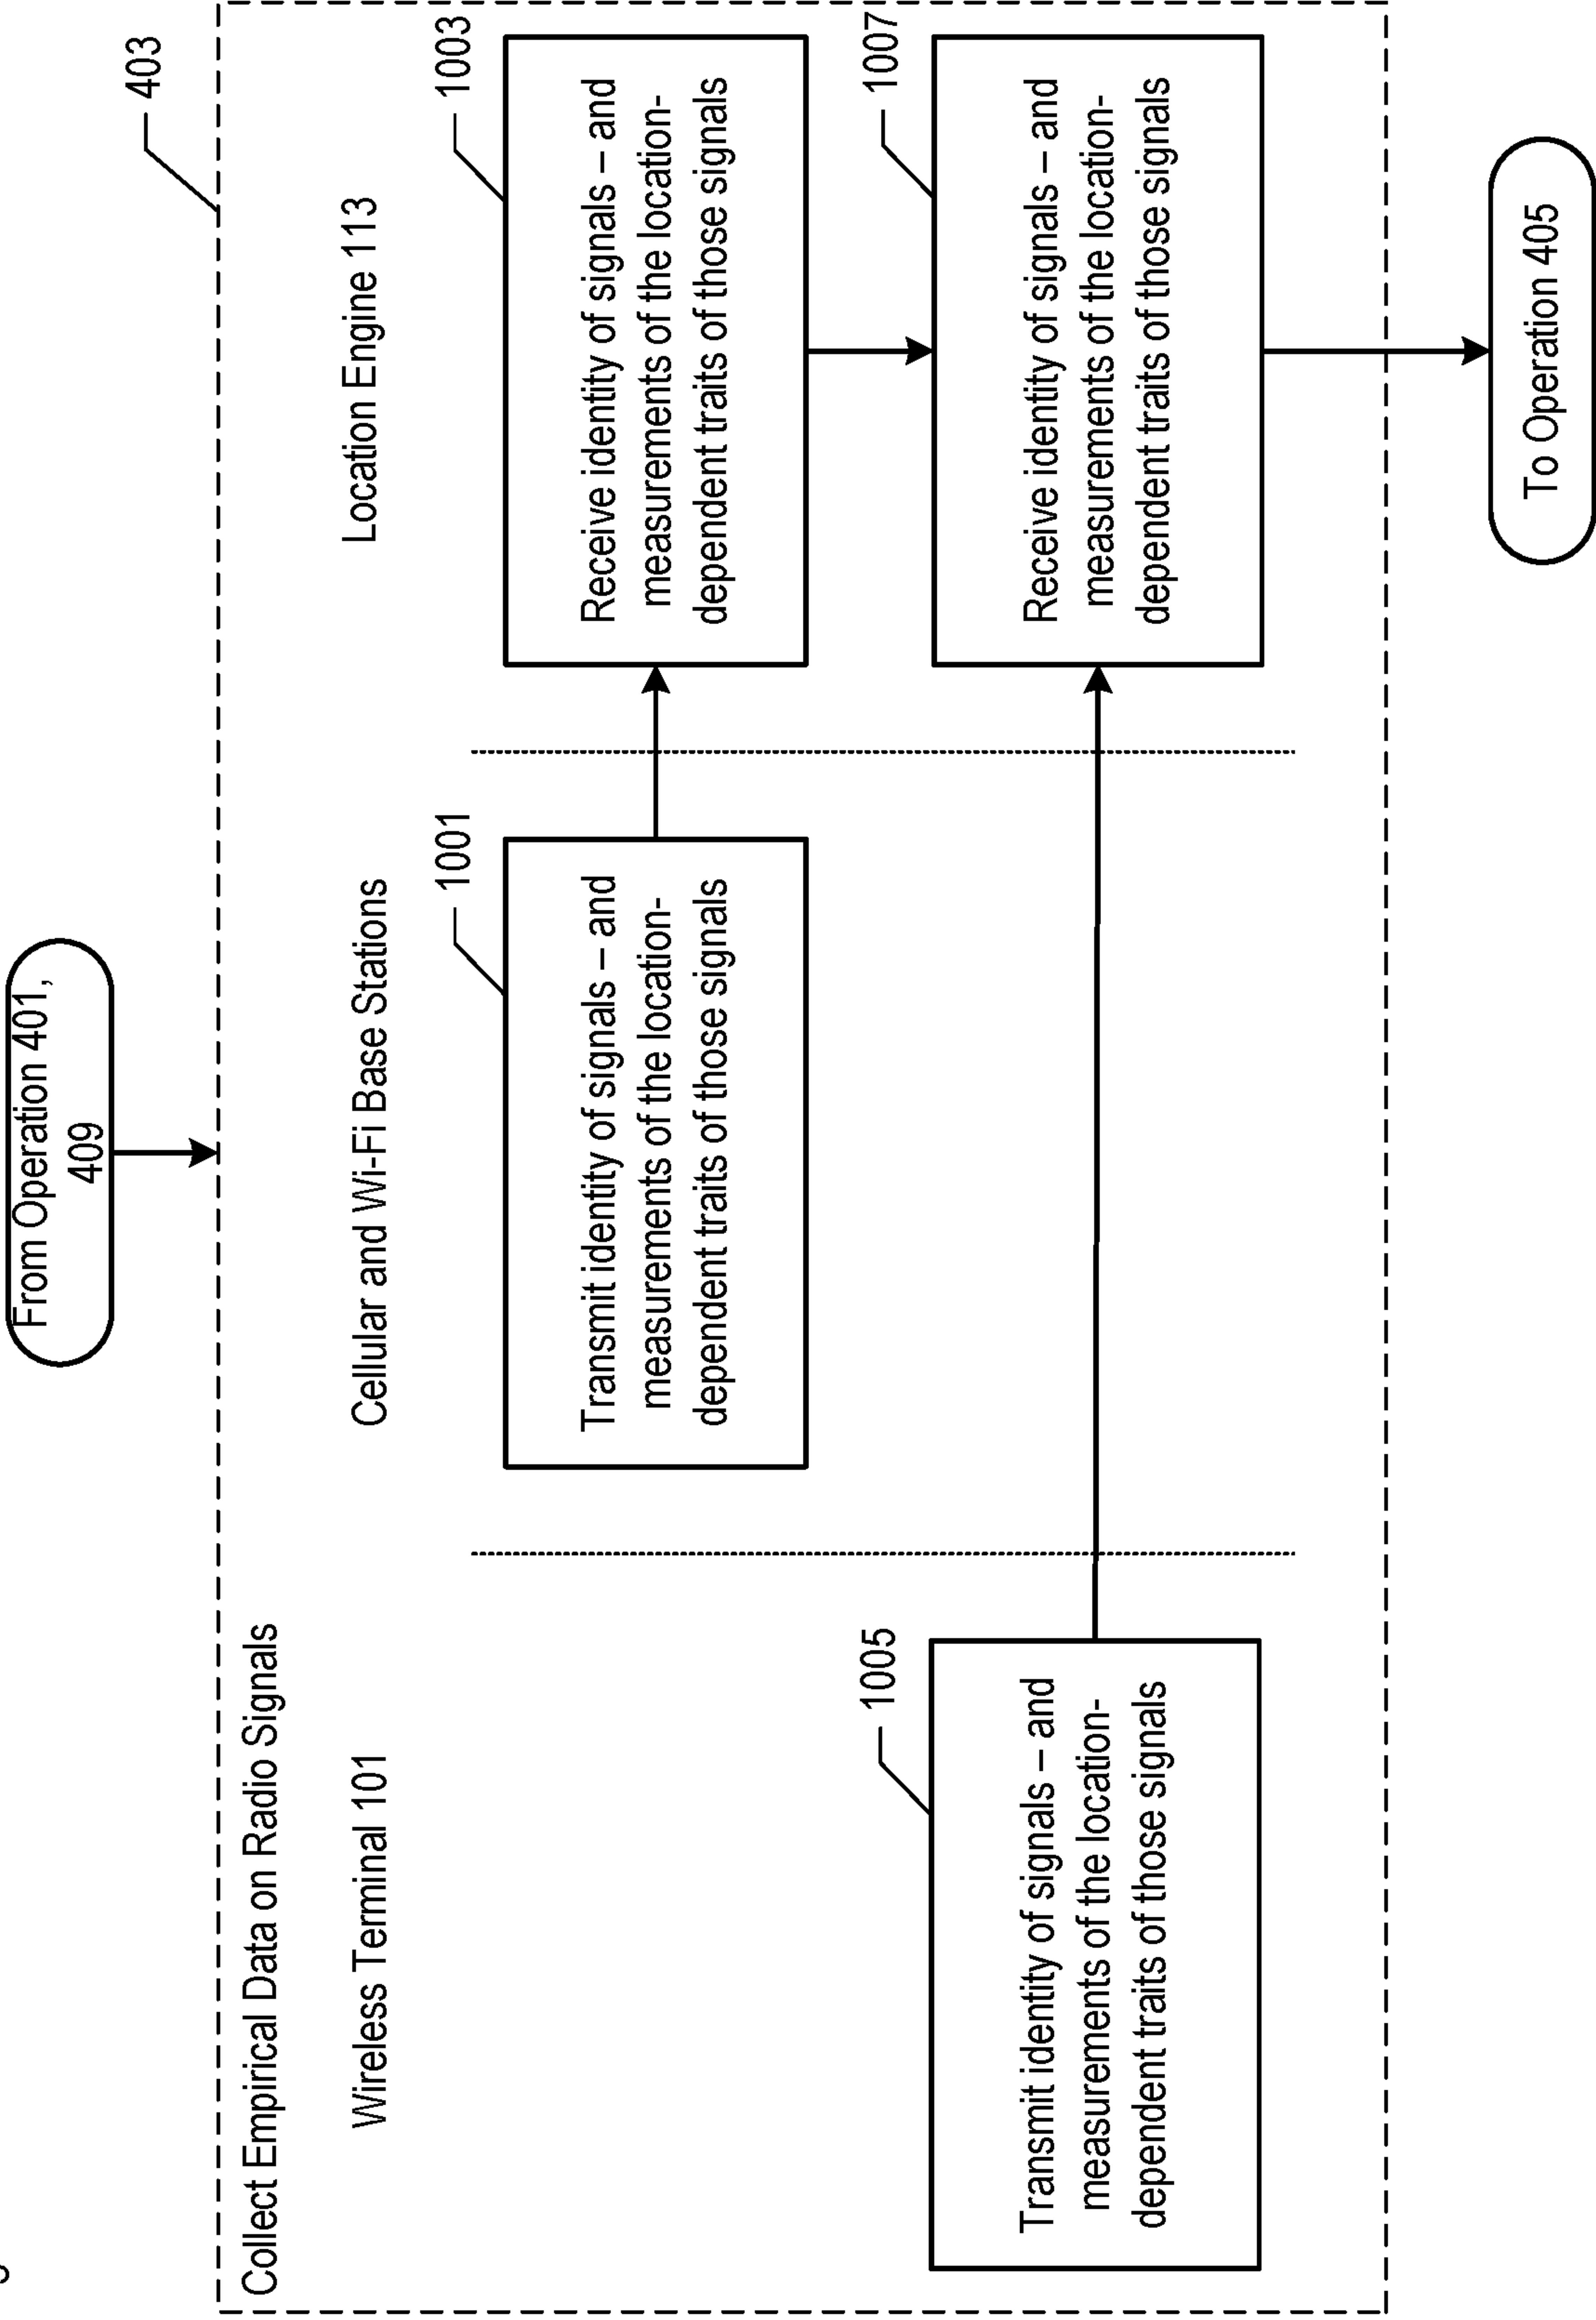 From Operation 401,
409
403
Collect Empirical Data on Radio Signals
Wireless Terminal 101
Cellular and Wi-Fi Base Stations
Location Engine 113
1001
Transmit identity of signals – and
measurements of the location-
dependent traits of those signals
1003
Receive identity of signals – and
measurements of the location-
dependent traits of those signals
1005
Transmit identity of signals – and
measurements of the location-
dependent traits of those signals
1007
Receive identity of signals – and
measurements of the location-
dependent traits of those signals
To Operation 405